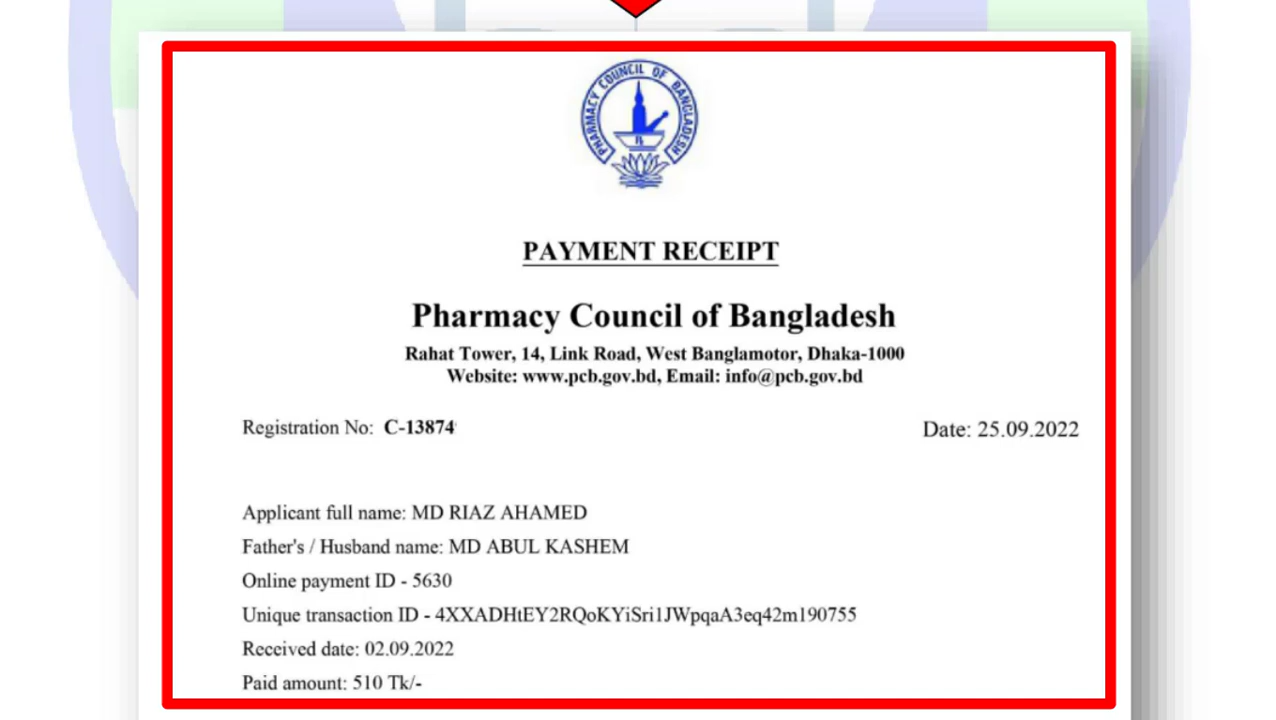 PHARMACY COUNCIL OF BANGLADESH
PAYMENT RECEIPT
Pharmacy Council of Bangladesh
Rahat Tower, 14, Link Road, West Banglamotor, Dhaka-1000
Website: www.pcb.gov.bd, Email: info@pcb.gov.bd
Registration No: C-13874
Date: 25.09.2022
Applicant full name: MD RIAZ AHAMED
Father's / Husband name: MD ABUL KASHEM
Online payment ID - 5630
Unique transaction ID - 4XXADHtEY2RQoKYiSri1JWpqaA3eq42m190755
Received date: 02.09.2022
Paid amount: 510 Tk/-